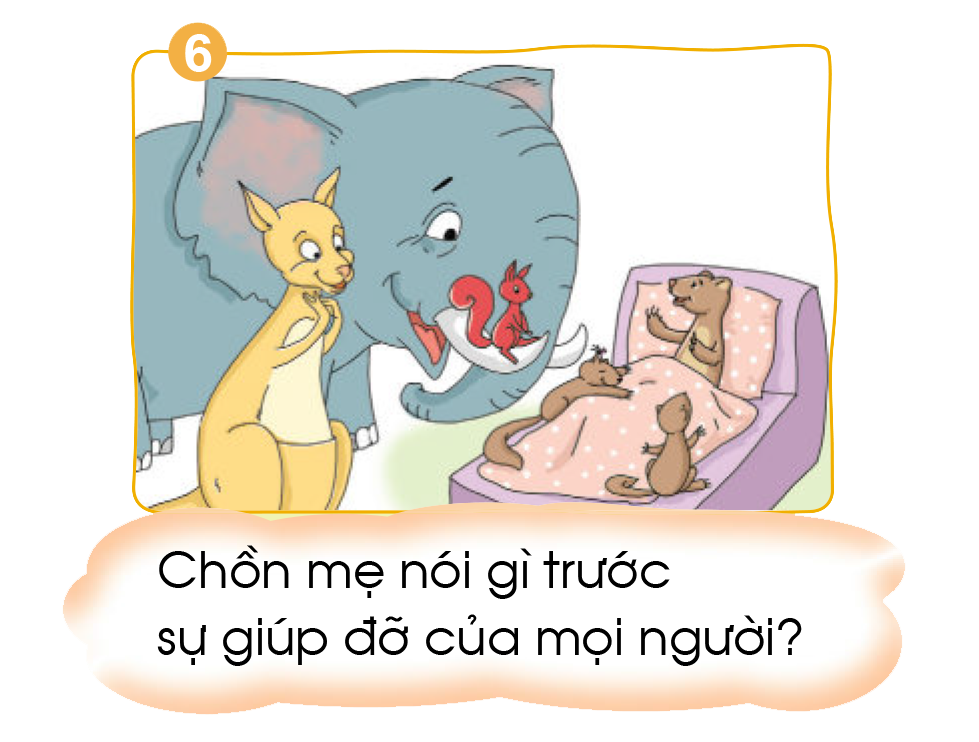 6
Chồn mẹ nói gì trước
sự giúp đỡ của mọi người?